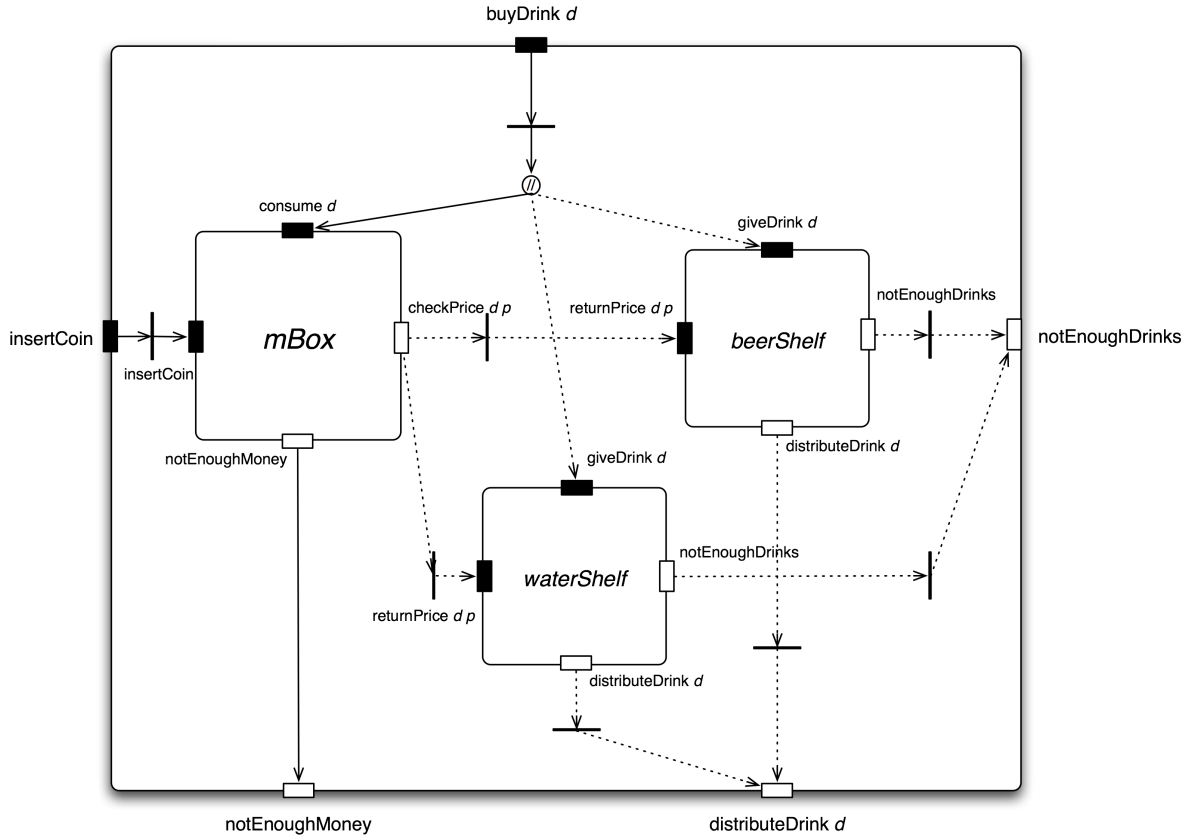 buyDrink d
//
consume d
giveDrink d
checkPrice d p
returnPrice d p
notEnoughDrinks
insertCoin
mBox
beerShelf
notEnoughDrinks
insertCoin
notEnoughMoney
distributeDrink d
giveDrink d
notEnoughDrinks
waterShelf
returnPrice d p
distributeDrink d
notEnoughMoney
distributeDrink d